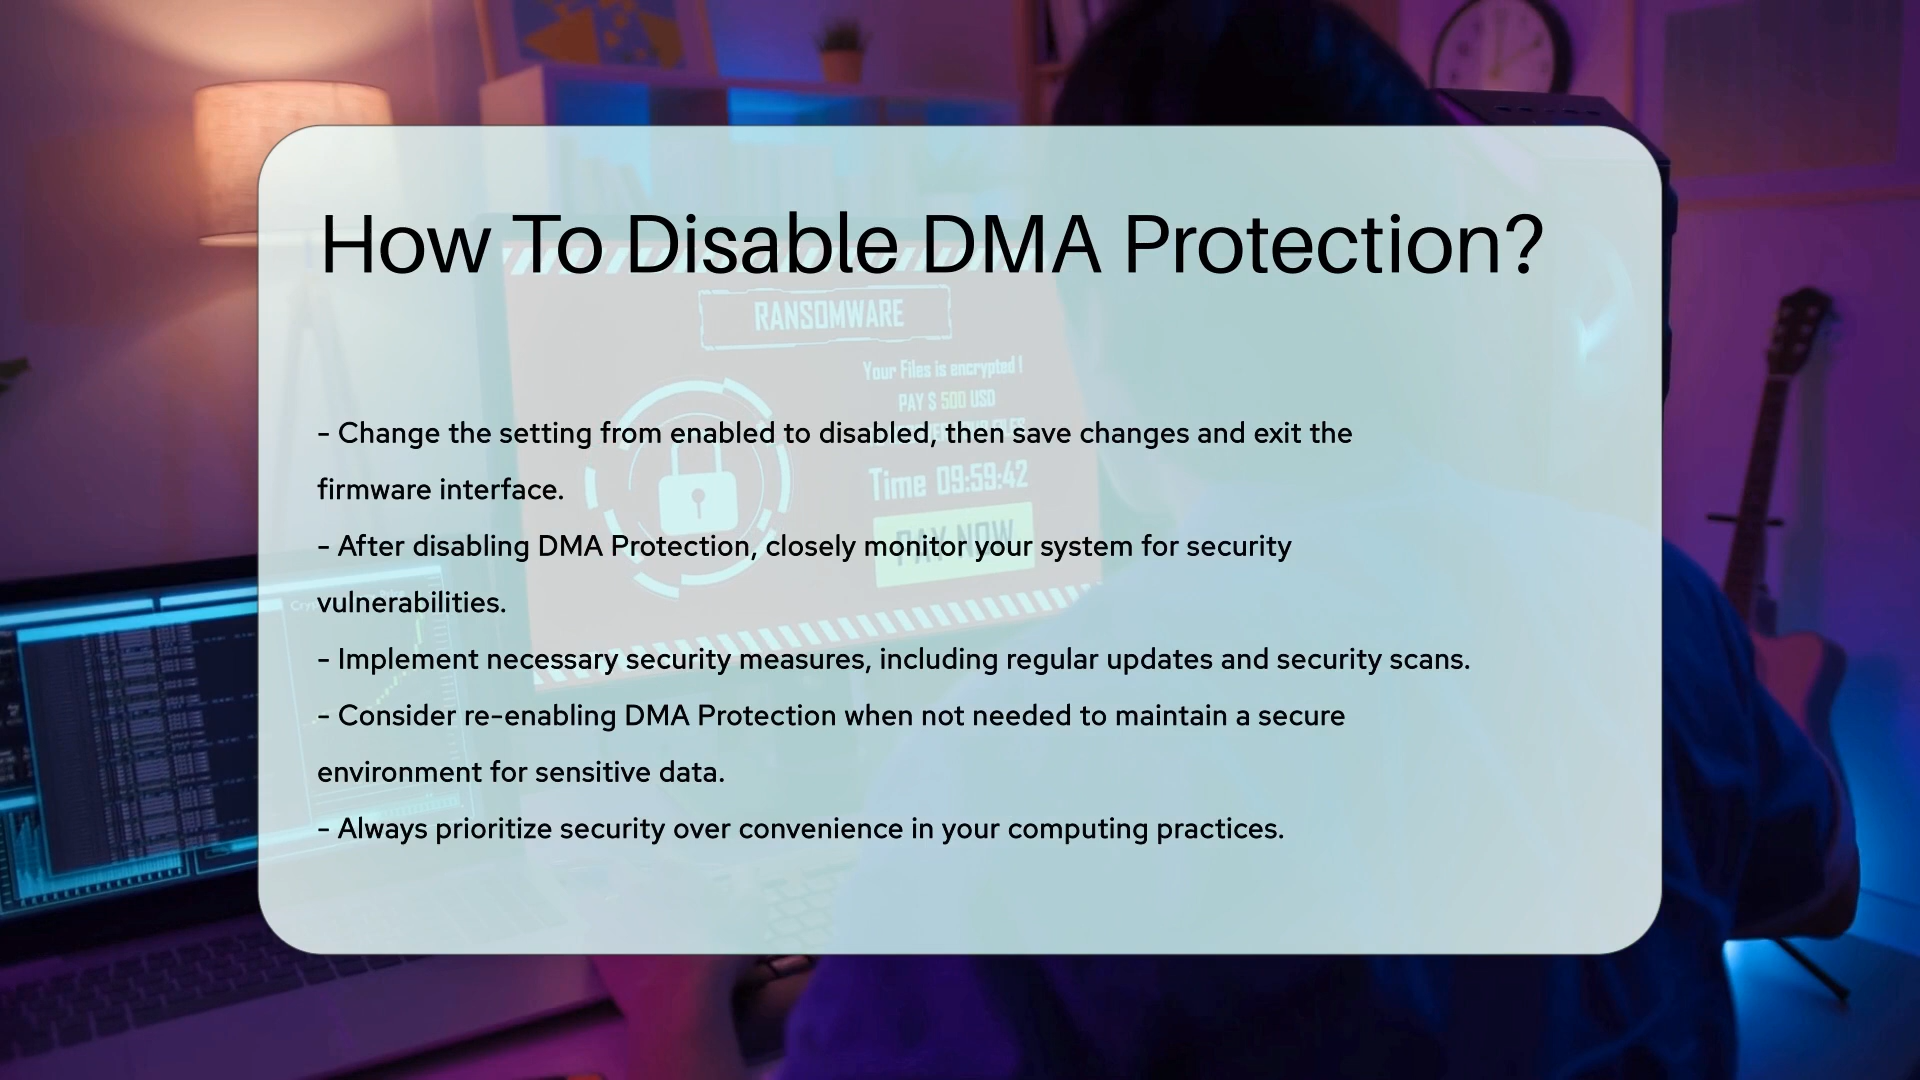 How To Disable DMA Protection?
RANSOMWARE
Your Files is encrypted !
PAY $ 500 USD
- Change the setting from enabled to disabled, then save changes and exit the
firmware interface.
Time 09:59:42
PAY NOW
- After disabling DMA Protection, closely monitor your system for security
vulnerabilities.
- Implement necessary security measures, including regular updates and security scans.
- Consider re-enabling DMA Protection when not needed to maintain a secure
environment for sensitive data.
- Always prioritize security over convenience in your computing practices.